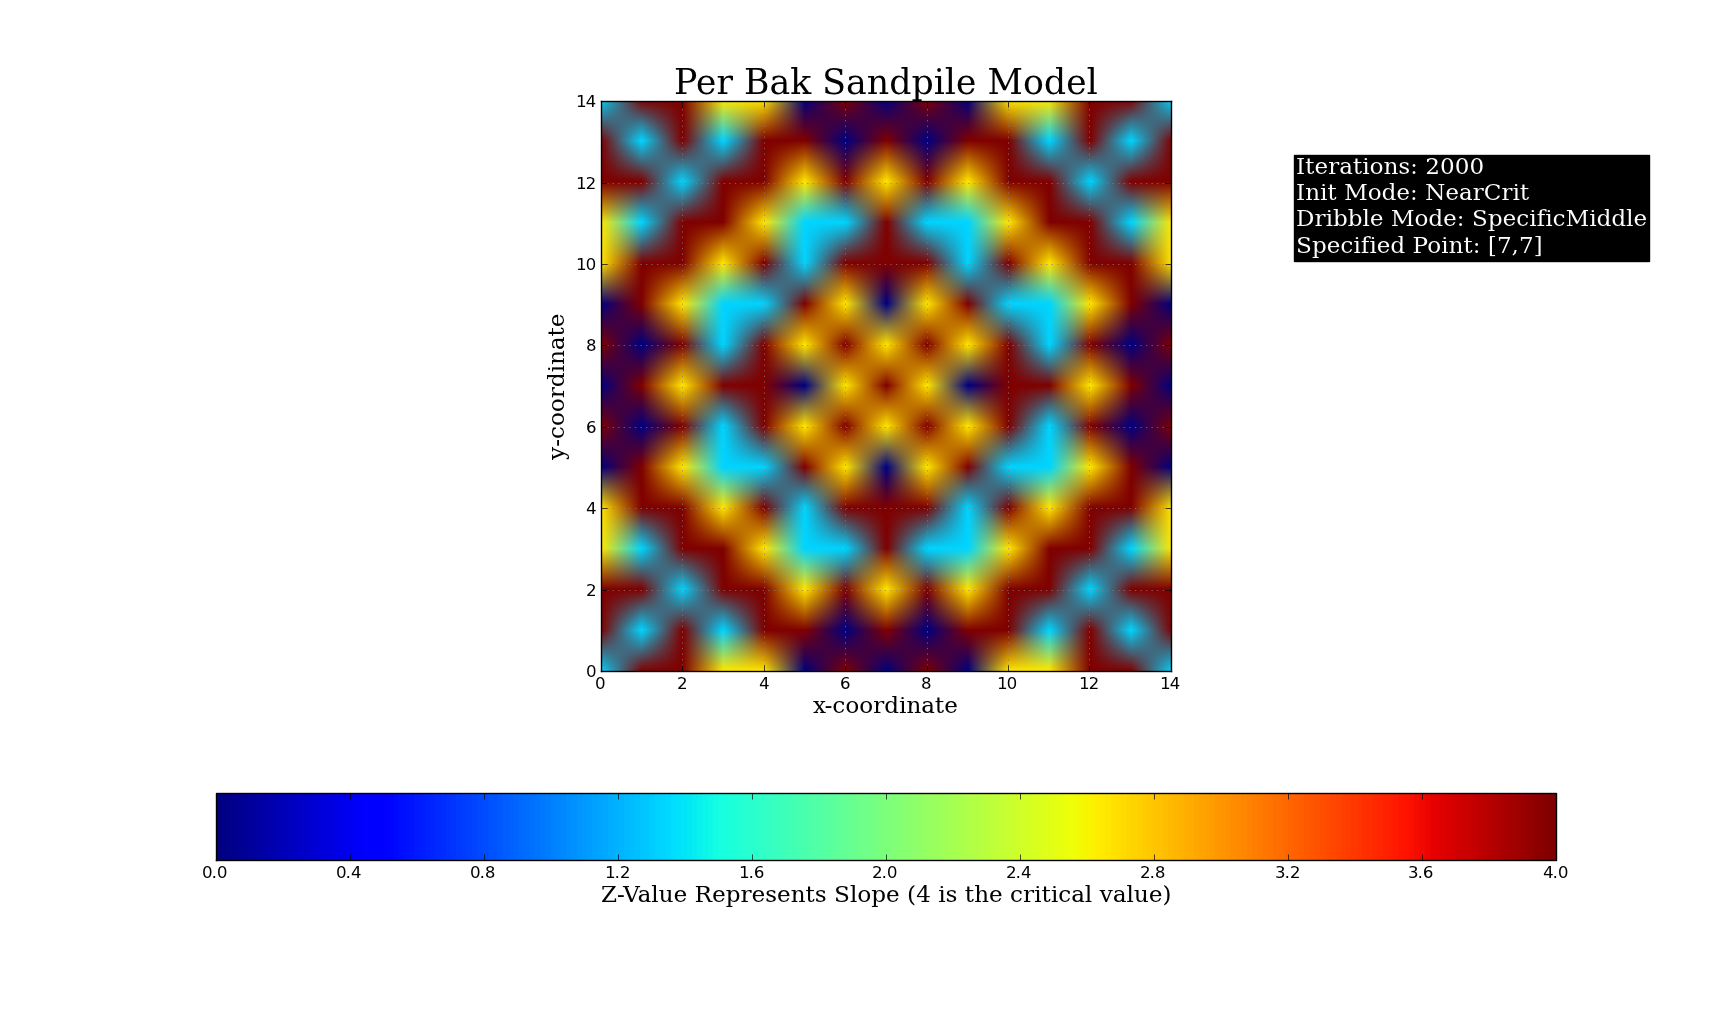 Per Bak Sandpile Model
Iterations: 2000
Init Mode: NearCrit
Dribble Mode: SpecificMiddle
Specified Point: [7,7]
14
12
10
8
6
4
2
0
y-coordinate
0 2 4 6 8 10 12 14
x-coordinate
0.0 0.4 0.8 1.2 1.6 2.0 2.4 2.8 3.2 3.6 4.0
Z-Value Represents Slope (4 is the critical value)